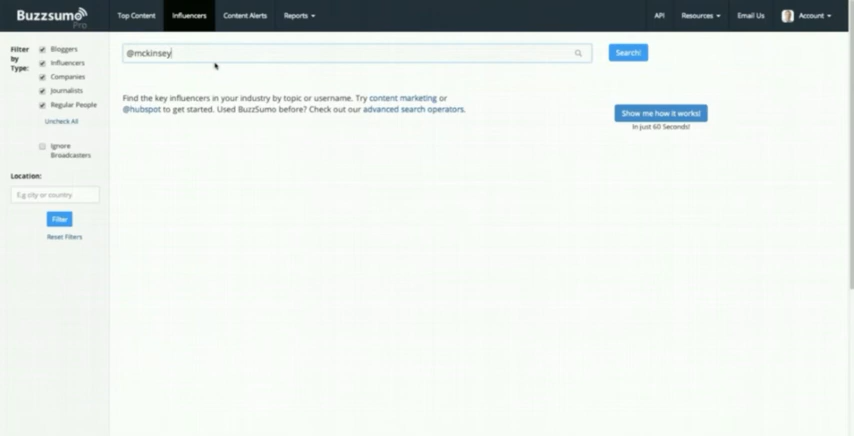 Buzzsumo
Pro
Top Content
Influencers
Content Alerts
Reports
API
Resources
Email Us
Account
Filter by Type:
Bloggers
Influencers
Companies
Journalists
Regular People
Uncheck All
Ignore
Broadcasters
Location:
E.g city or country
Filter
Reset Filters
@mckinsey
Search!
Find the key influencers in your industry by topic or username. Try content marketing or
@hubspot to get started. Used BuzzSumo before? Check out our advanced search operators.
Show me how it works!
In just 60 Seconds!